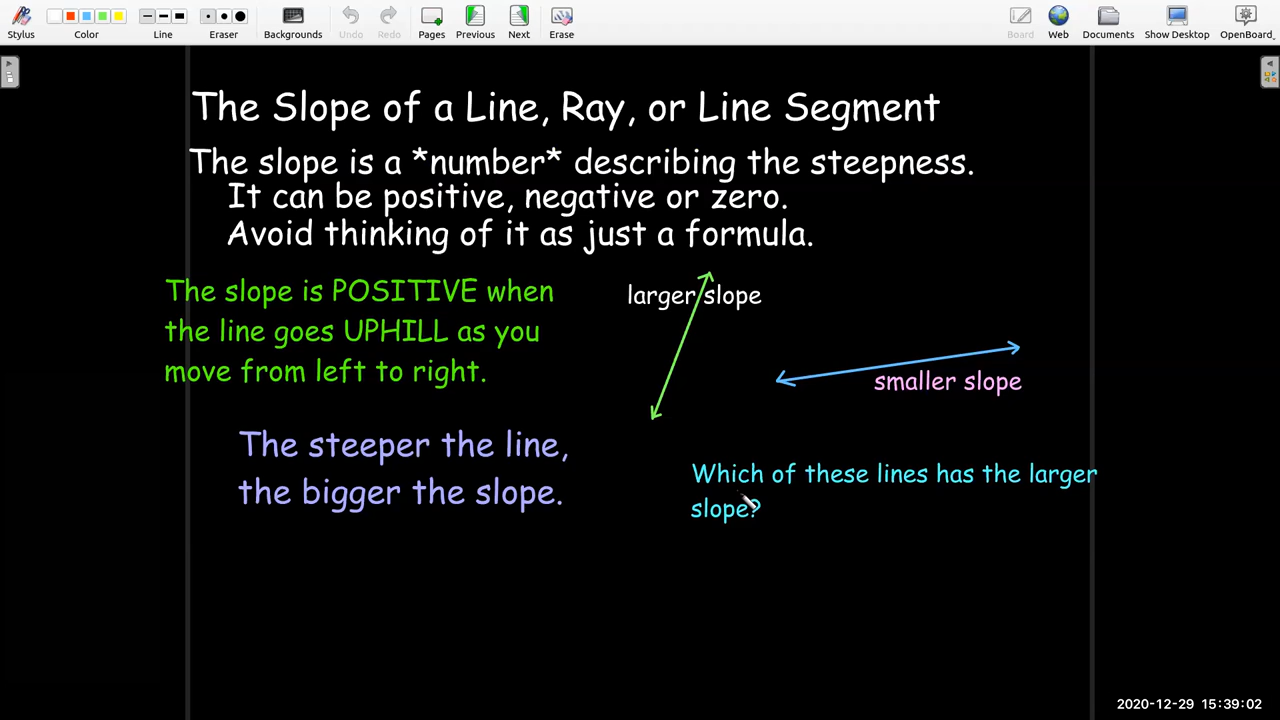 Stylus
Color
Line
Eraser
Backgrounds
Undo
Redo
Pages
Previous
Next
Erase
Board
Web
Documents
Show Desktop
OpenBoard
The Slope of a Line, Ray, or Line Segment
The slope is a *number* describing the steepness.
It can be positive, negative or zero.
Avoid thinking of it as just a formula.
The slope is POSITIVE when
the line goes UPHILL as you
move from left to right.
larger slope
smaller slope
The steeper the line,
the bigger the slope.
Which of these lines has the larger
slope?
2020-12-29 15:39:02